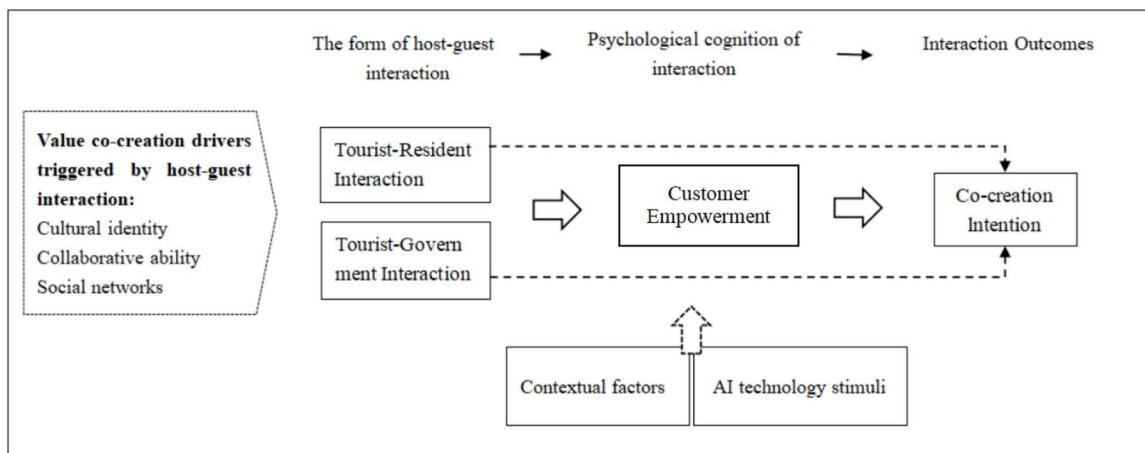 The form of host-guest
interaction
Psychological cognition of
interaction
Interaction Outcomes
Value co-creation drivers
triggered by host-guest
interaction:
Cultural identity
Collaborative ability
Social networks
Tourist-Resident
Interaction
Tourist-Govern
ment Interaction
Customer
Empowerment
Co-creation
Intention
Contextual factors
AI technology stimuli